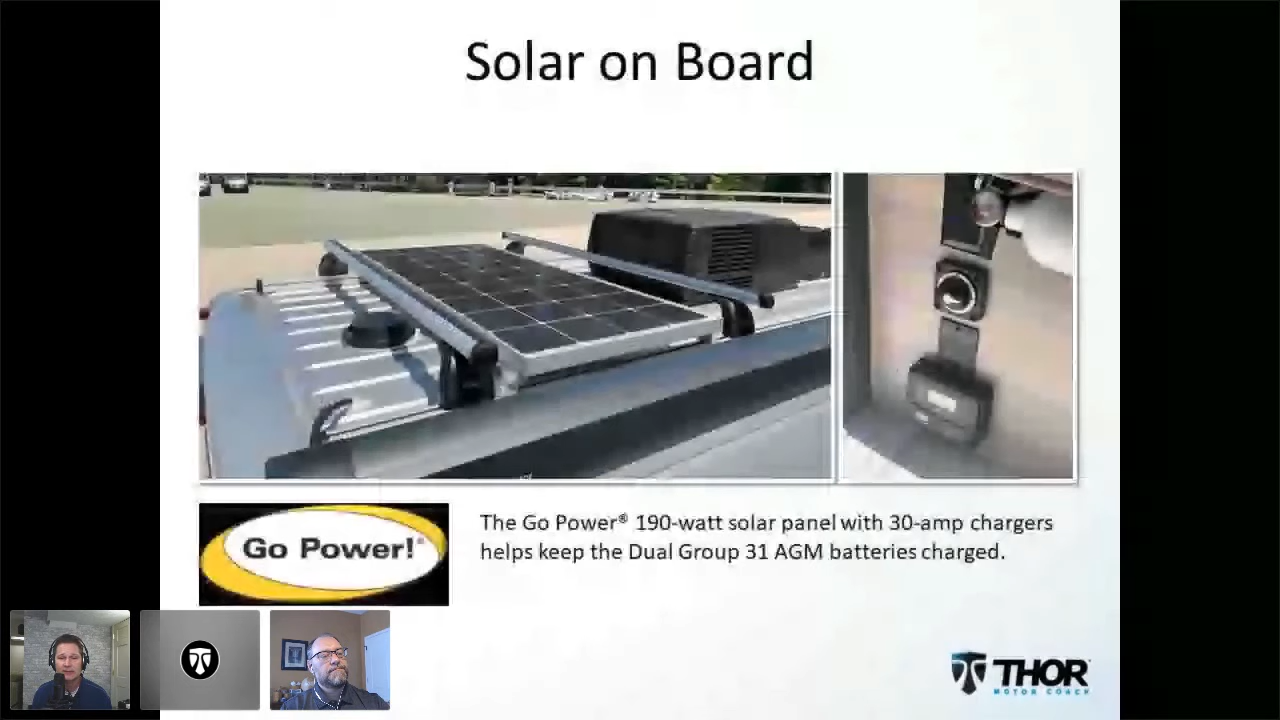 Solar on Board
Go Power!®
The Go Power® 190-watt solar panel with 30-amp chargers
helps keep the Dual Group 31 AGM batteries charged.
THOR
MOTOR COACH